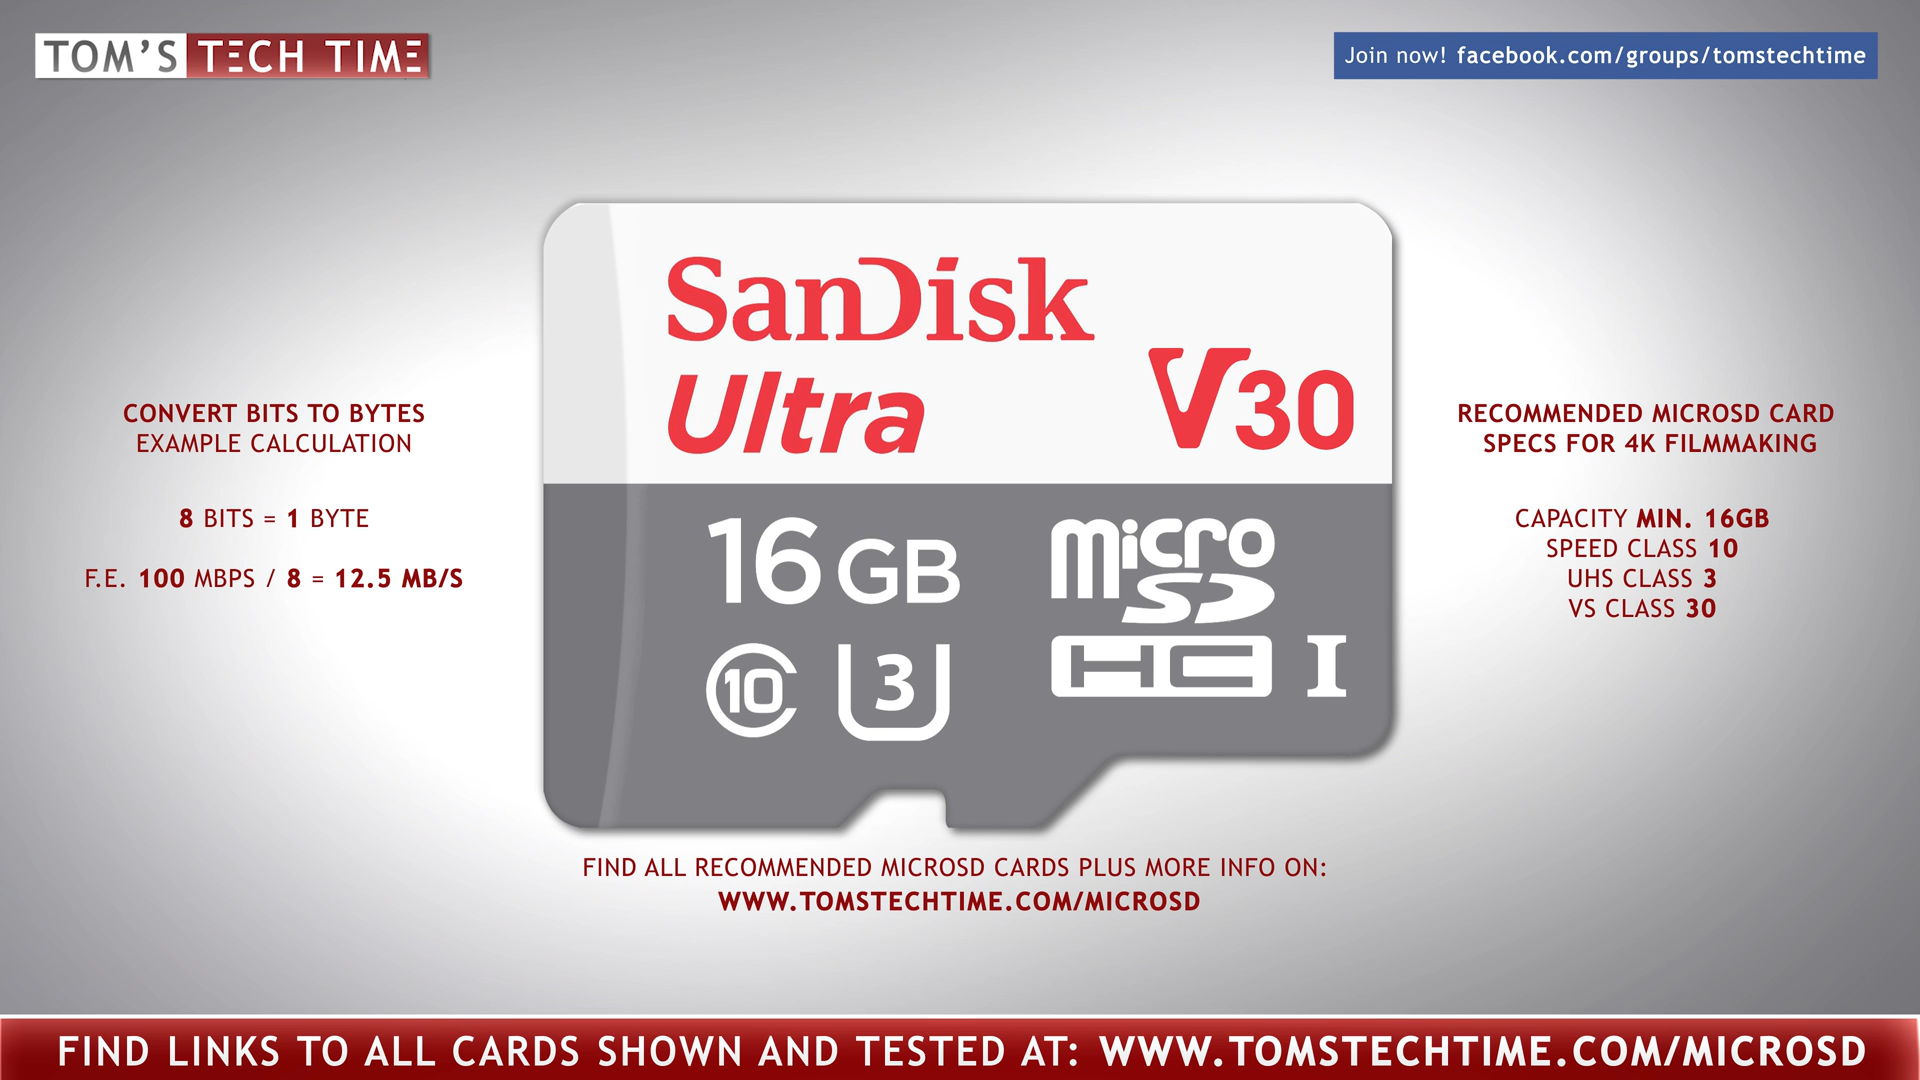 TOM'S TECH TIME
Join now! facebook.com/groups/tomstechtime
SanDisk
Ultra
V30
16 GB
micro
SD
HC I
10
3
CONVERT BITS TO BYTES
EXAMPLE CALCULATION
8 BITS = 1 BYTE
F.E. 100 MBPS / 8 = 12.5 MB/S
RECOMMENDED MICROSD CARD
SPECS FOR 4K FILMMAKING
CAPACITY MIN. 16GB
SPEED CLASS 10
UHS CLASS 3
VS CLASS 30
FIND ALL RECOMMENDED MICROSD CARDS PLUS MORE INFO ON:
WWW.TOMSTECHTIME.COM/MICROSD
FIND LINKS TO ALL CARDS SHOWN AND TESTED AT: WWW.TOMSTECHTIME.COM/MICROSD